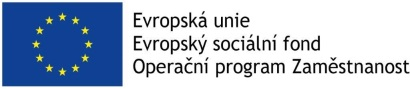 Evropská unie
Evropský sociální fond
Operační program Zaměstnanost